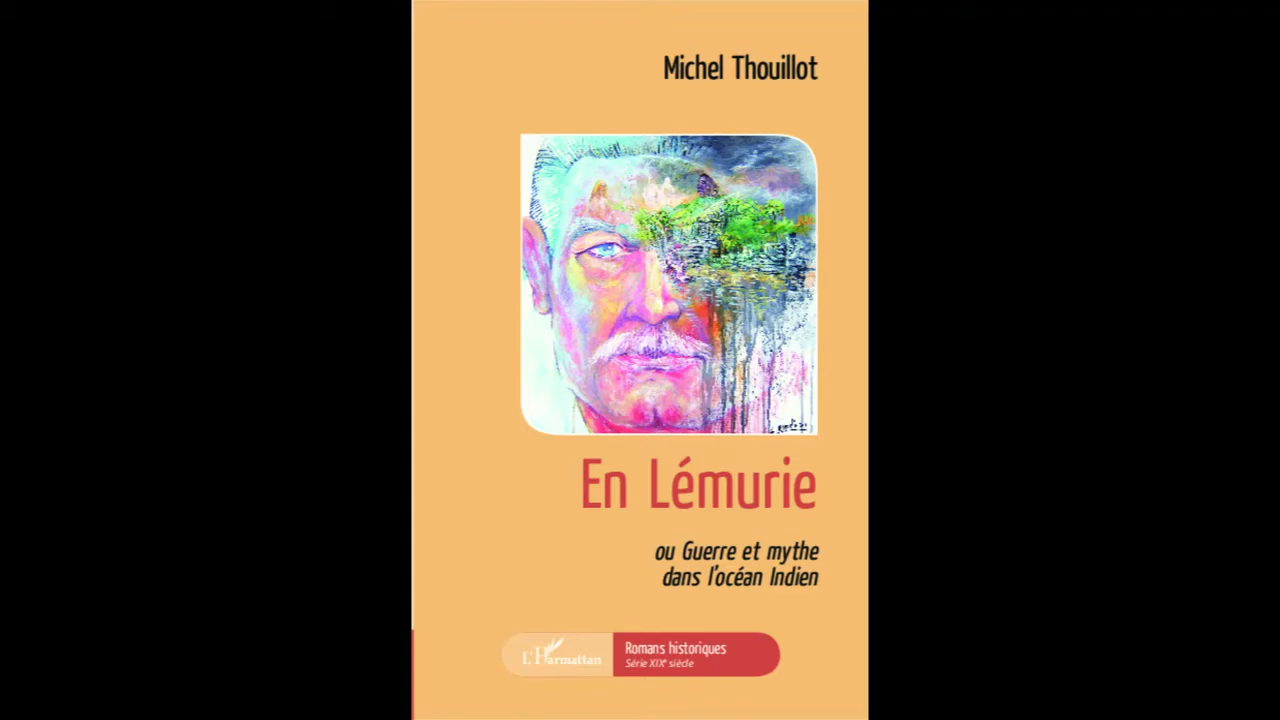 Michel Thouillot
En Lémurie
ou Guerre et mythe
dans l'océan Indien
L'Harmattan
Romans historiques
Série XIXe siècle